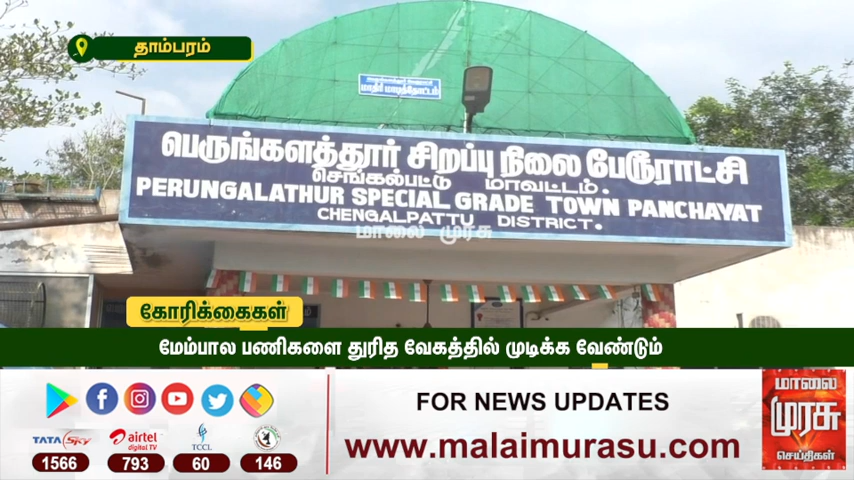 தாம்பரம்
மாதிரி மாடித்தோட்டம்
பெருங்களத்தூர் சிறப்பு நிலை பேரூராட்சி
செங்கல்பட்டு மாவட்டம்.
PERUNGALATHUR SPECIAL GRADE TOWN PANCHAYAT
CHENGALPATTU DISTRICT.
மாலை முரசு
கோரிக்கைகள்
மேம்பால பணிகளை துரித வேகத்தில் முடிக்க வேண்டும்
FOR NEWS UPDATES
www.malaimurasu.com
TATA SKY
1566
airtel
digital TV
793
TCCL
60
146
மாலை
முரசு
செய்திகள்